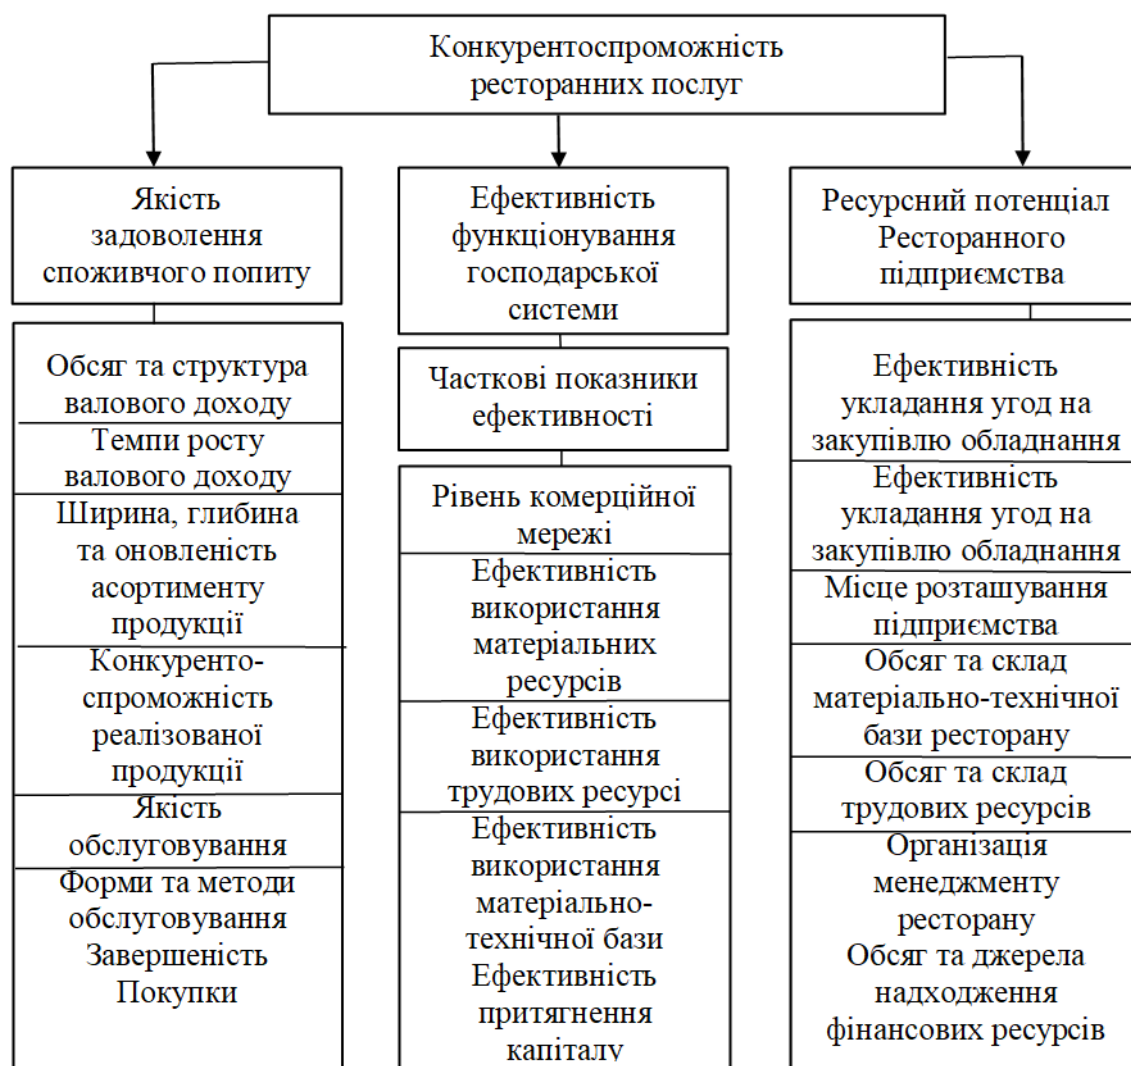 Конкурентоспроможність
ресторанних послуг
Якість
задоволення
споживчого попиту
Обсяг та структура
валового доходу
Темпи росту
валового доходу
Ширина, глибина
та оновленість
асортименту
продукції
Конкуренто-
спроможність
реалізованої
продукції
Якість
обслуговування
Форми та методи
обслуговування
Завершеність
Покупки
Ефективність
функціонування
господарської
системи
Часткові показники
ефективності
Рівень комерційної
мережі
Ефективність
використання
матеріальних
ресурсів
Ефективність
використання
трудових ресурсі
Ефективність
використання
матеріально-
технічної бази
Ефективність
притягнення
капіталу
Ресурсний потенціал
Ресторанного
підприємства
Ефективність
укладання угод на
закупівлю обладнання
Ефективність
укладання угод на
закупівлю обладнання
Місце розташування
підприємства
Обсяг та склад
матеріально-технічної
бази ресторану
Обсяг та склад
трудових ресурсів
Організація
менеджменту
ресторану
Обсяг та джерела
надходження
фінансових ресурсів